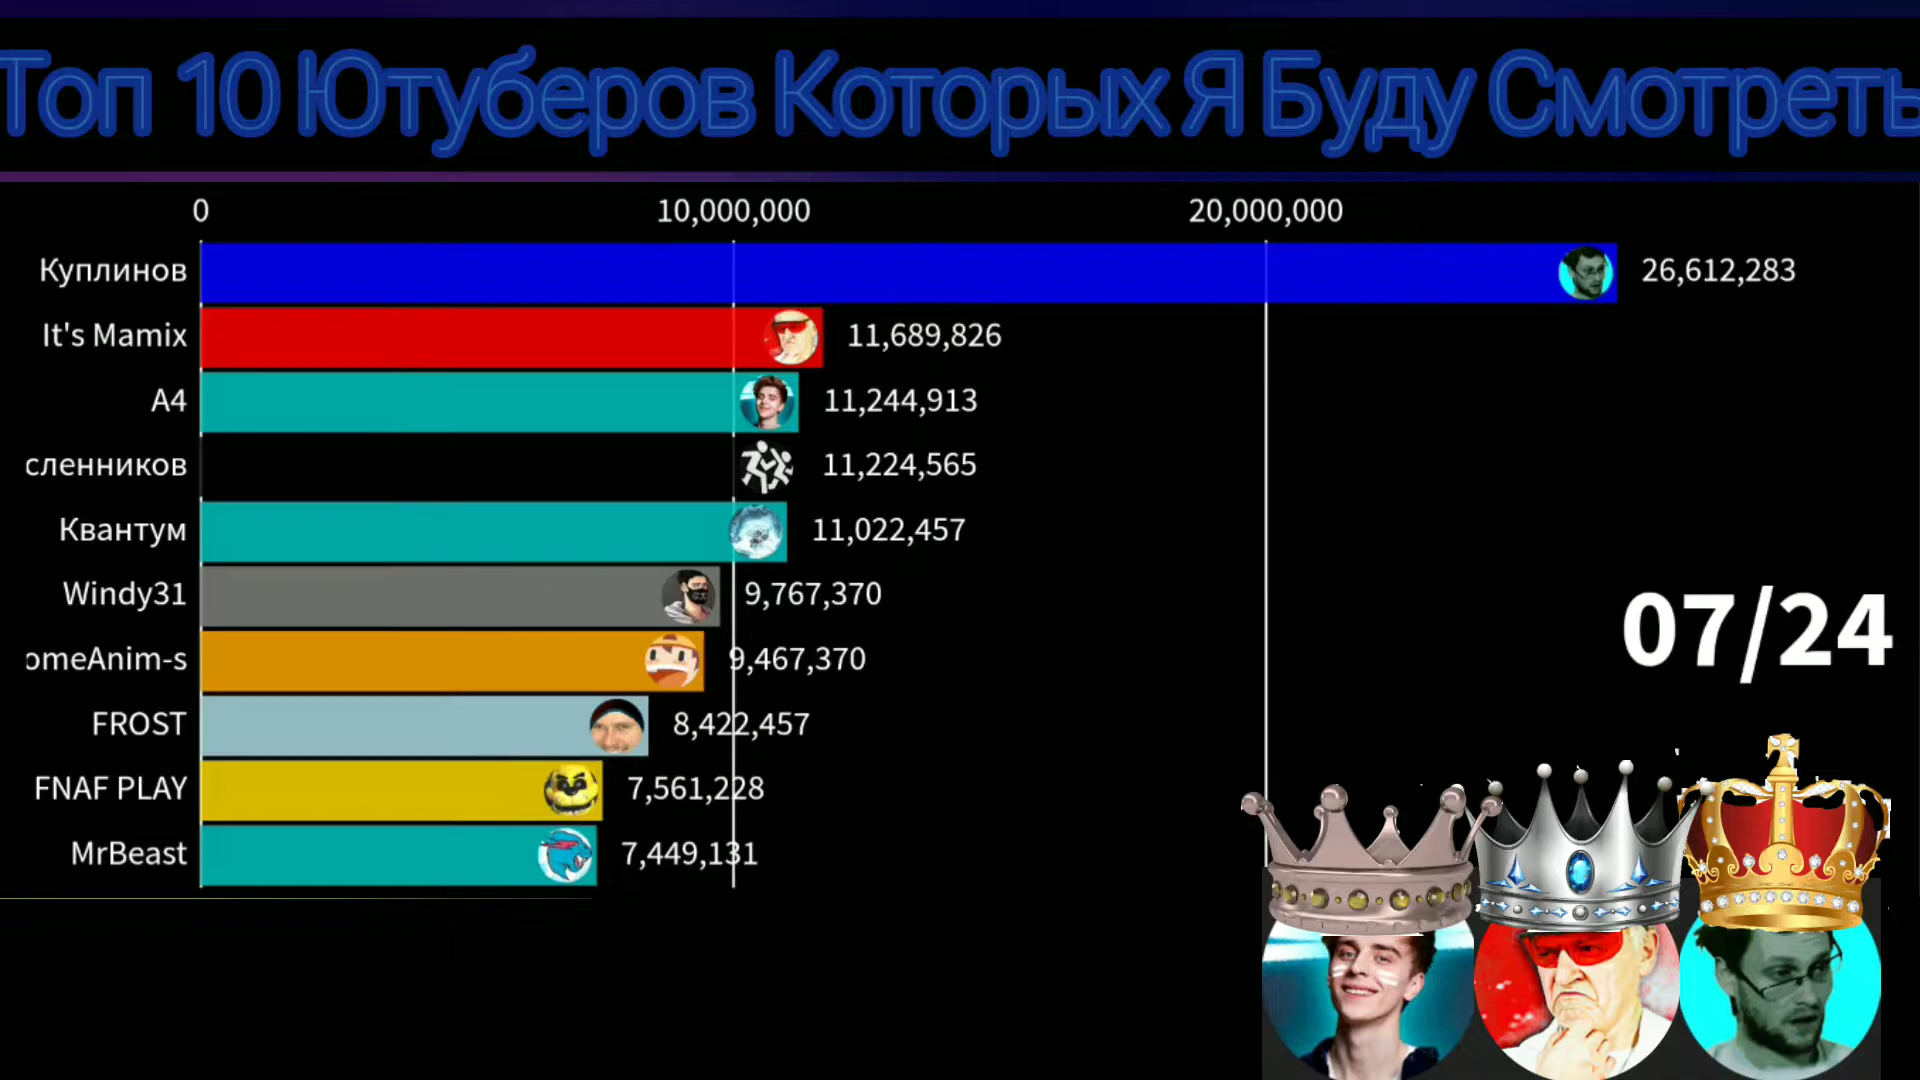 Топ 10 Ютуберов Которых Я Буду Смотреть
0 10,000,000 20,000,000
Куплинов 26,612,283
It's Mamix 11,689,826
A4 11,244,913
сленников 11,224,565
Квантум 11,022,457
Windy31 9,767,370
omeAnim-s 9,467,370
FROST 8,422,457
FNAF PLAY 7,561,228
MrBeast 7,449,131
07/24